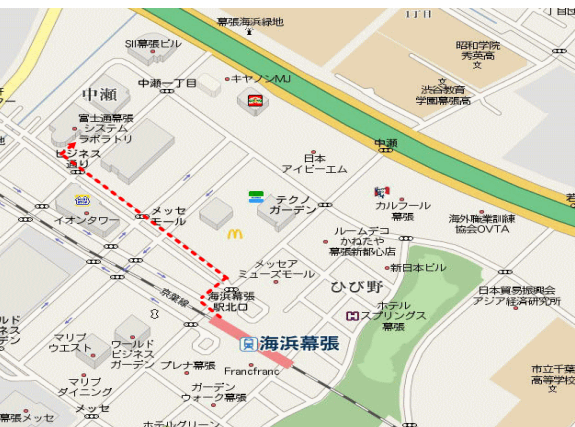 幕張海浜緑地
SII幕張ビル
昭和学院
秀英高
キヤノンMJ
中瀬一丁目
渋谷教育
学園幕張高
中瀬
富士通幕張
システム
ラボラトリ
中瀬
ビジネス
通り
日本
アイビーエム
カルフール
幕張
テクノ
ガーデン
メッセ
モール
イオンタワー
海外職業訓練
協会OVTA
ルームデコ
かねたや
幕張新都心店
メッセア
ミューズモール
新日本ビル
ひび野
京葉線
海浜幕張
駅北口
日本貿易振興会
アジア経済研究所
ホテル
スプリングス
幕張
マリブ
ウエスト
ワールド
ビジネス
ガーデン
海浜幕張
プレナ幕張
Francfranc
マリブ
ダイニング
ガーデン
ウォーク幕張
市立千葉
高等学校
幕張メッセ
メッセ
ホテルグリーン